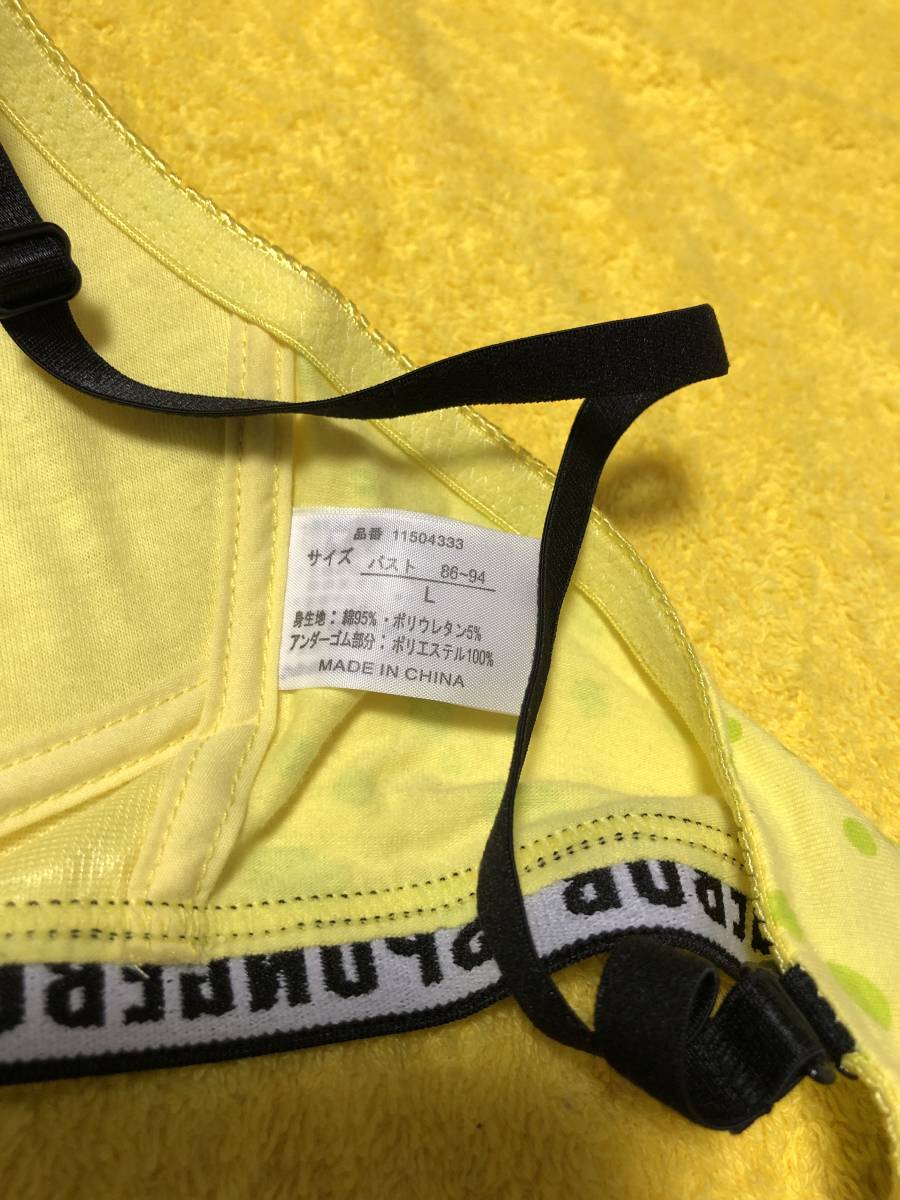 品番 11504333
サイズ バスト 86~94
L
身生地：綿95%・ポリウレタン5%
アンダーゴム部分：ポリエステル100%
MADE IN CHINA